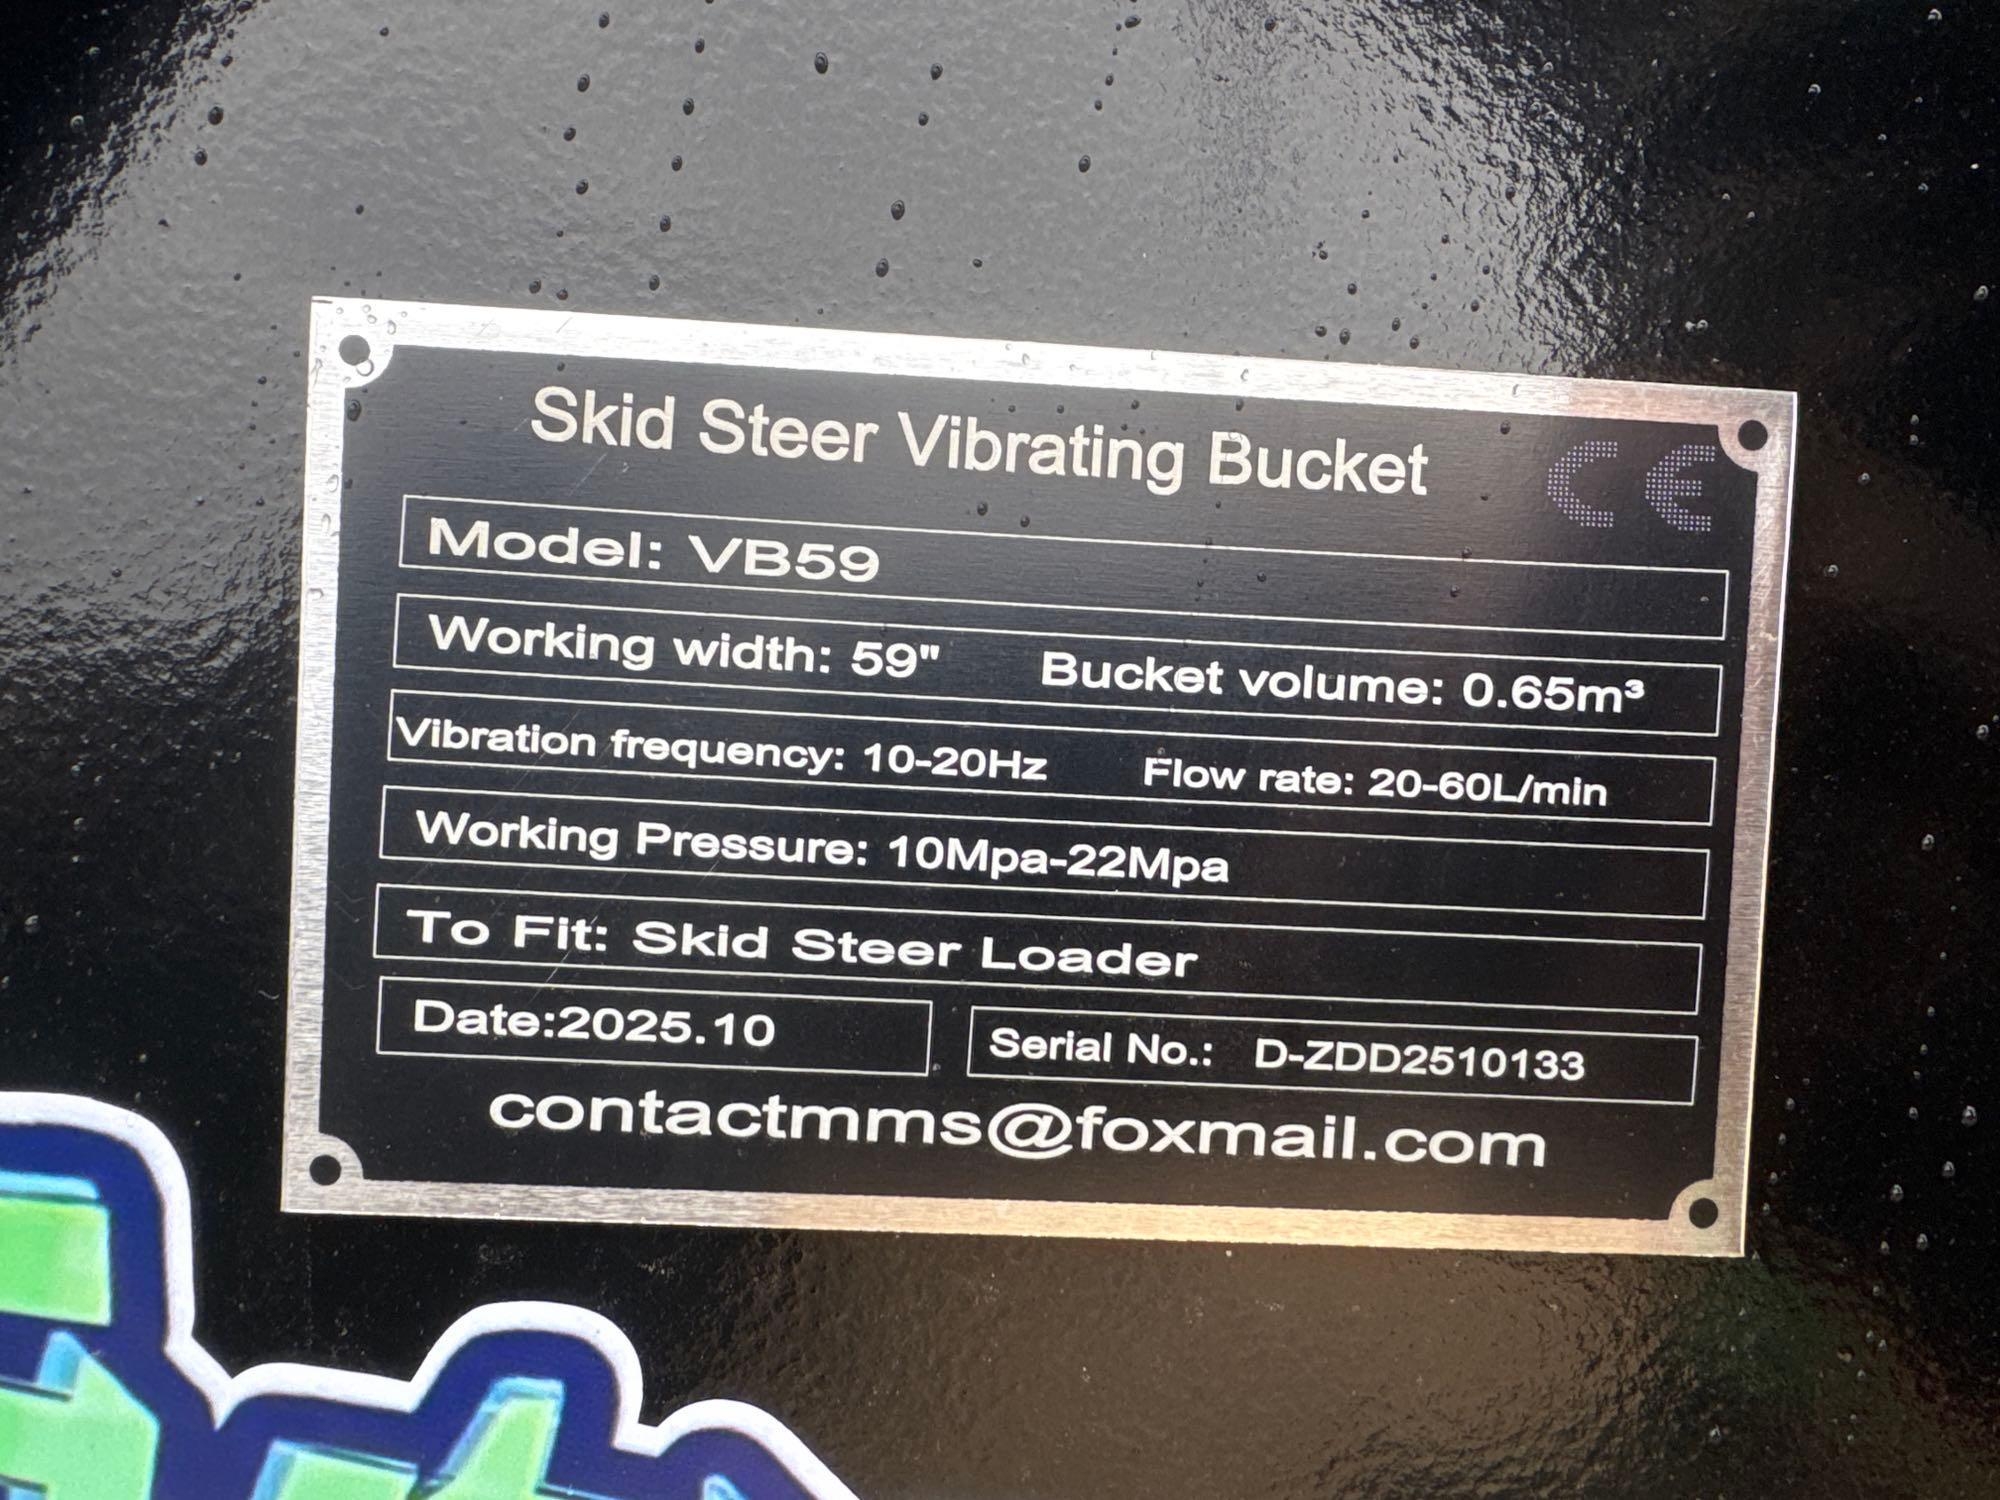 Skid Steer Vibrating Bucket CE
Model: VB59
Working width: 59" Bucket volume: 0.65m³
Vibration frequency: 10-20Hz Flow rate: 20-60L/min
Working Pressure: 10Mpa-22Mpa
To Fit: Skid Steer Loader
Date:2025.10 Serial No.: D-ZDD2510133
contactmms@foxmail.com